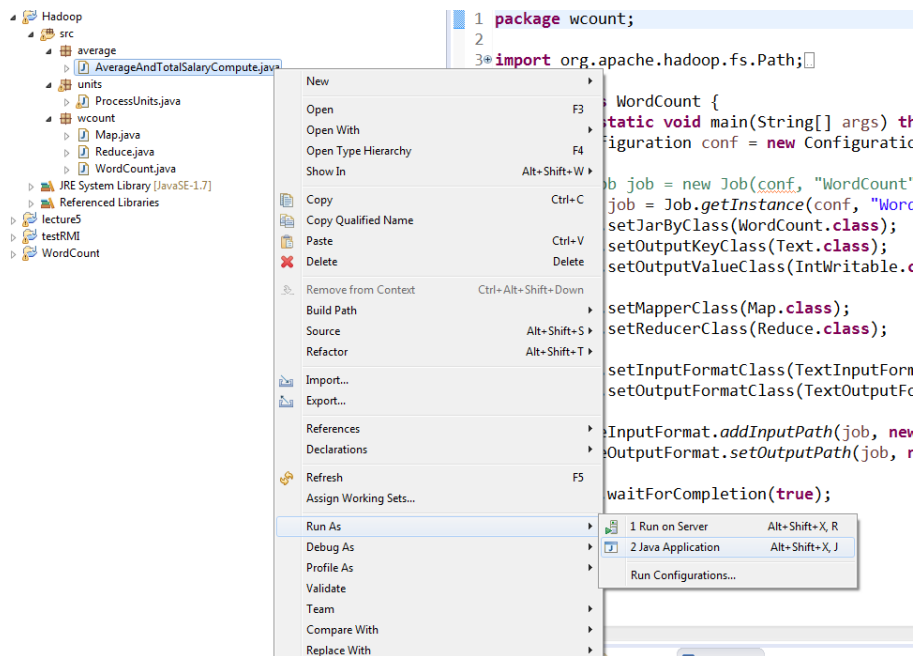 Hadoop
src
average
AverageAndTotalSalaryCompute.java
units
ProcessUnits.java
wcount
Map.java
Reduce.java
WordCount.java
JRE System Library [JavaSE-1.7]
Referenced Libraries
lecture5
testRMI
WordCount
New
Open F3
Open With
Open Type Hierarchy F4
Show In Alt+Shift+W
Copy Ctrl+C
Copy Qualified Name
Paste Ctrl+V
Delete Delete
Remove from Context Ctrl+Alt+Shift+Down
Build Path
Source Alt+Shift+S
Refactor Alt+Shift+T
Import...
Export...
References
Declarations
Refresh F5
Assign Working Sets...
Run As
Debug As
Profile As
Validate
Team
Compare With
Replace With
1 Run on Server Alt+Shift+X, R
2 Java Application Alt+Shift+X, J
Run Configurations...
1 package wcount;
2
3 import org.apache.hadoop.fs.Path;
WordCount {
static void main(String[] args) th
figuration conf = new Configuratio
ob job = new Job(conf, "WordCount"
job = Job.getInstance(conf, "Word
.setJarByClass(WordCount.class);
.setOutputKeyClass(Text.class);
.setOutputValueClass(IntWritable.c
.setMapperClass(Map.class);
.setReducerClass(Reduce.class);
.setInputFormatClass(TextInputForm
.setOutputFormatClass(TextOutputFo
eInputFormat.addInputPath(job, new
eOutputFormat.setOutputPath(job, n
.waitForCompletion(true);